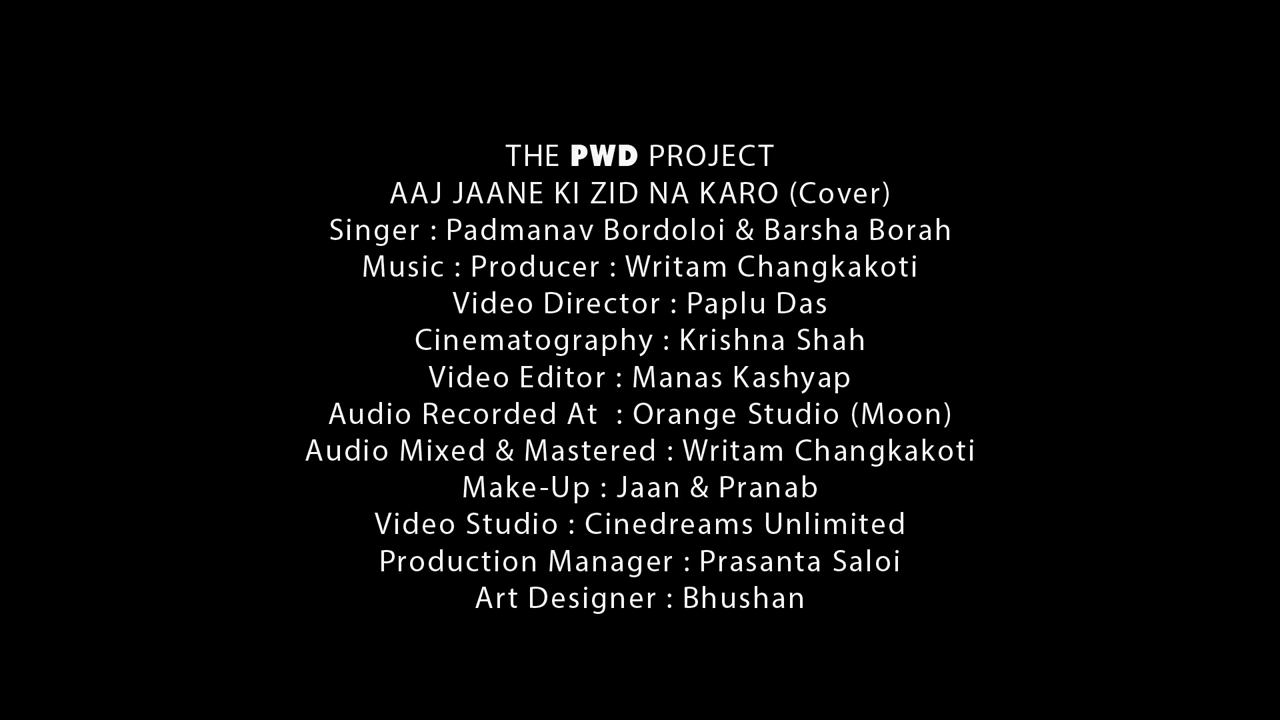 THE PWD PROJECT
AAJ JAANE KI ZID NA KARO (Cover)
Singer : Padmanav Bordoloi & Barsha Borah
Music : Producer : Writam Changkakoti
Video Director : Paplu Das
Cinematography : Krishna Shah
Video Editor : Manas Kashyap
Audio Recorded At  : Orange Studio (Moon)
Audio Mixed & Mastered : Writam Changkakoti
Make-Up : Jaan & Pranab
Video Studio : Cinedreams Unlimited
Production Manager : Prasanta Saloi
Art Designer : Bhushan